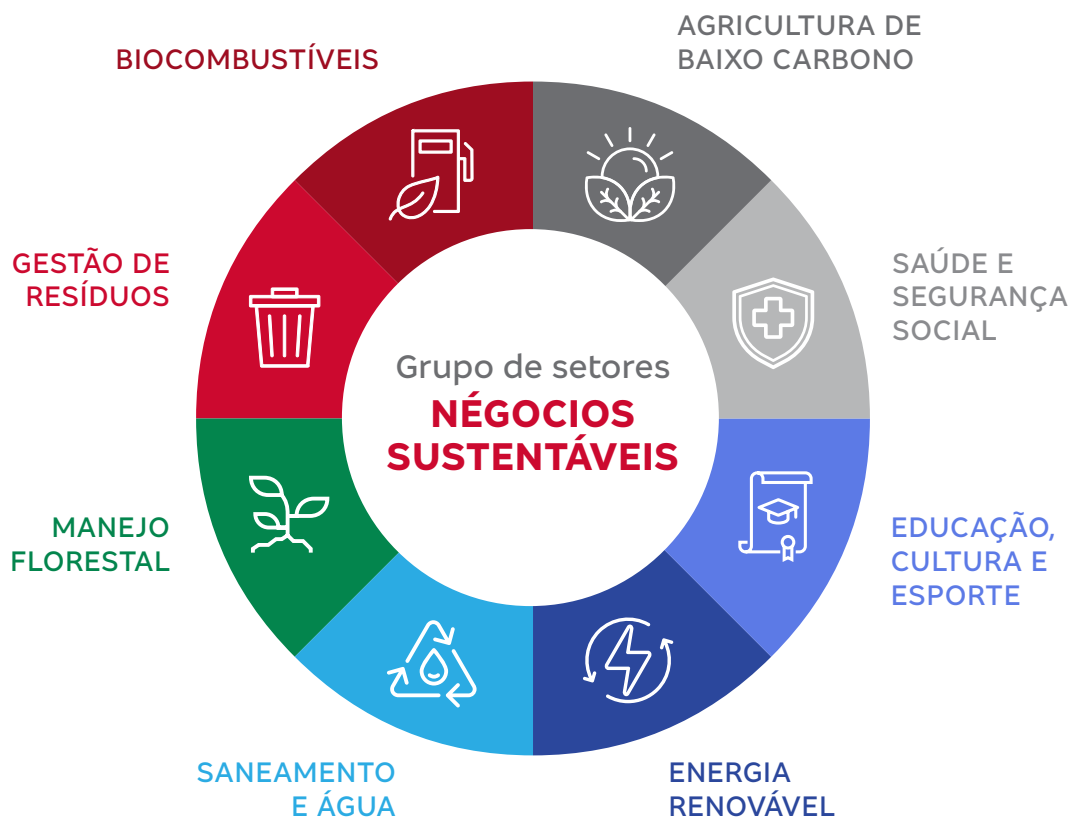 AGRICULTURA DE
BAIXO CARBONO
SAÚDE E
SEGURANÇA
SOCIAL
EDUCAÇÃO,
CULTURA E
ESPORTE
ENERGIA
RENOVÁVEL
SANEAMENTO
E ÁGUA
MANEJO
FLORESTAL
GESTÃO DE
RESÍDUOS
BIOCOMBUSTÍVEIS
Grupo de setores
NÉGOCIOS
SUSTENTÁVEIS